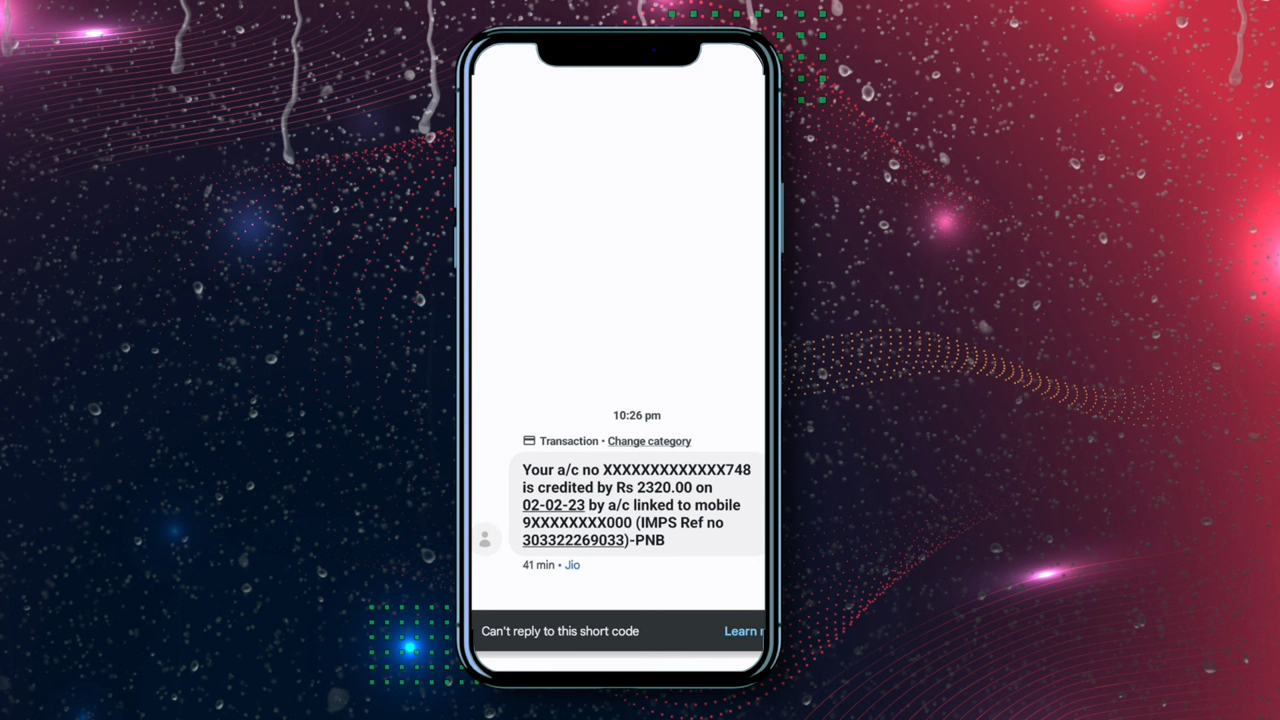 10:26 pm
Transaction • Change category
Your a/c no XXXXXXXXXXXXX748
is credited by Rs 2320.00 on
02-02-23 by a/c linked to mobile
9XXXXXXXX000 (IMPS Ref no
303322269033)-PNB
41 min • Jio
Can't reply to this short code
Learn